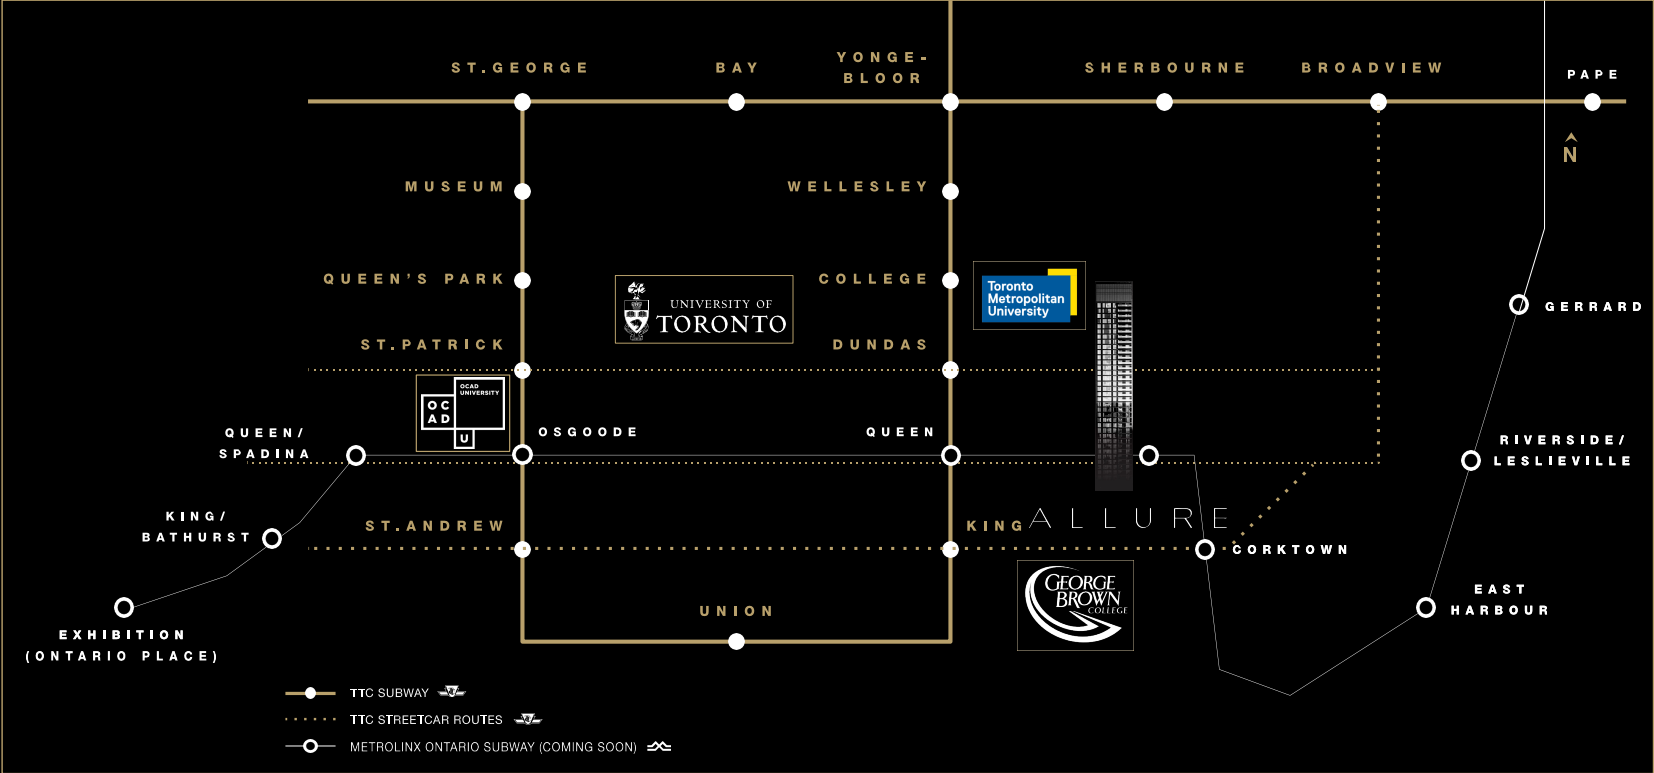 ST.GEORGE
BAY
YONGE-
BLOOR
SHERBOURNE
BROADVIEW
PAPE
N
MUSEUM
WELLESLEY
QUEEN'S PARK
COLLEGE
UNIVERSITY OF
TORONTO
Toronto
Metropolitan
University
GERRARD
ST.PATRICK
DUNDAS
OCAD
UNIVERSITY
OC
AD
U
QUEEN/
SPADINA
OSGOODE
QUEEN
RIVERSIDE/
LESLIEVILLE
KING/
BATHURST
ST.ANDREW
KING
ALLURE
CORKTOWN
GEORGE
BROWN
COLLEGE
EAST
HARBOUR
EXHIBITION
(ONTARIO PLACE)
UNION
TTC SUBWAY
TTC STREETCAR ROUTES
METROLINX ONTARIO SUBWAY (COMING SOON)